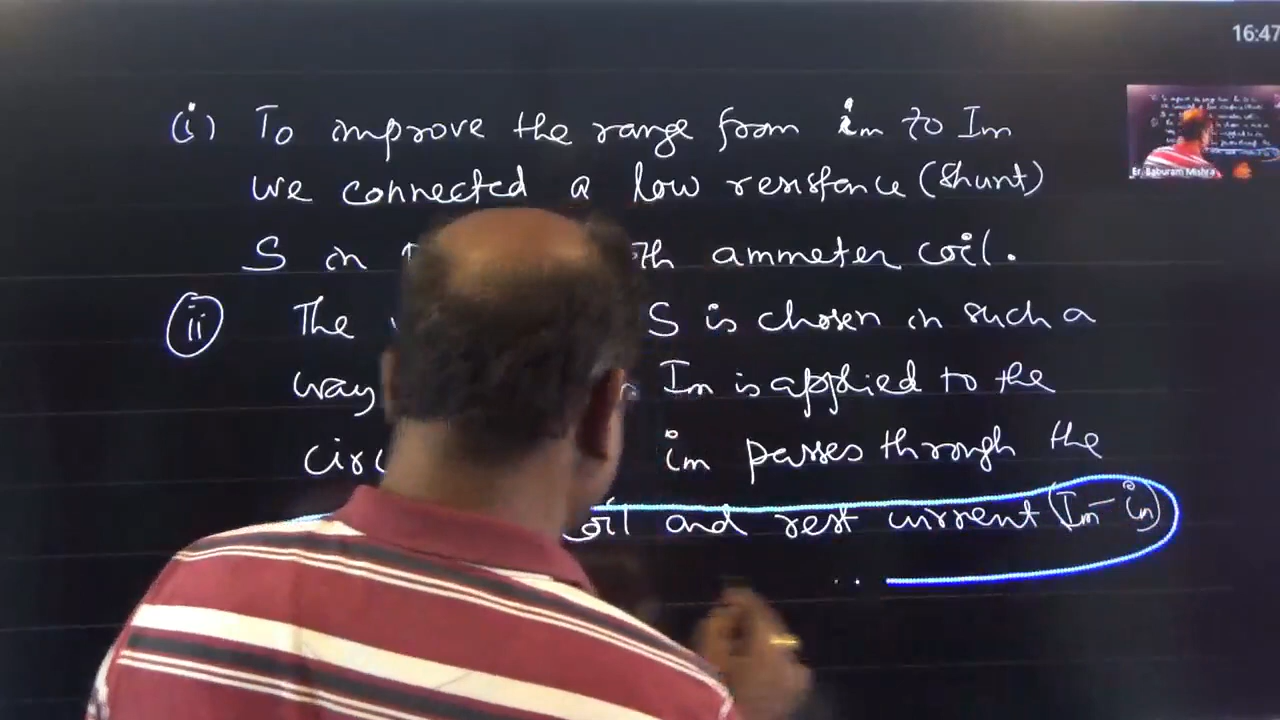 16:47
(i) To improve the range from im to Im
we connected a low resistance (Shunt)
S in ammeter coil.
Er. Baburam Mishra
(ii) The S is chosen in such a
way Im is applied to the
im passes through the
and rest current (Im - im)